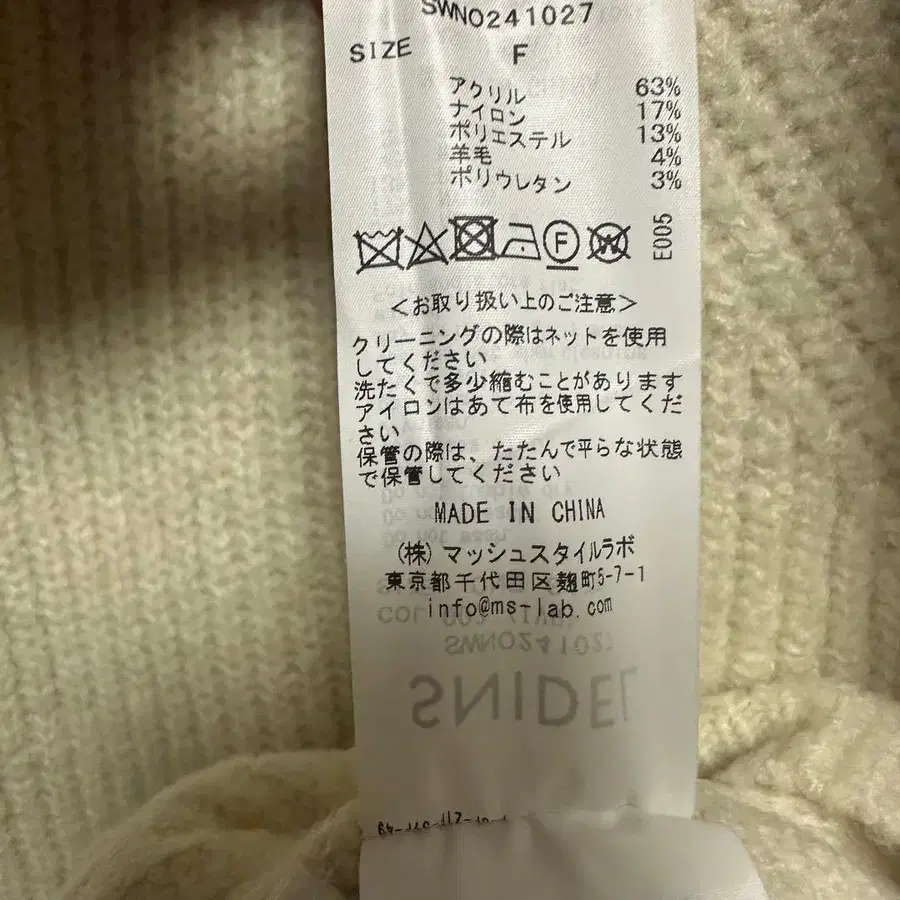 SWNO241027
SIZE F
アクリル 63%
ナイロン 17%
ポリエステル 13%
羊毛 4%
ポリウレタン 3%
F W E005
<お取り扱い上のご注意>
クリーニングの際はネットを使用
してください
洗たくで多少縮むことがあります
アイロンはあて布を使用してくだ
さい
保管の際は、たたんで平らな状態
で保管してください
MADE IN CHINA
(株)マッシュスタイルラボ
東京都千代田区麹町5-7-1
info@ms-lab.com
SWNO241027
SNIDEL